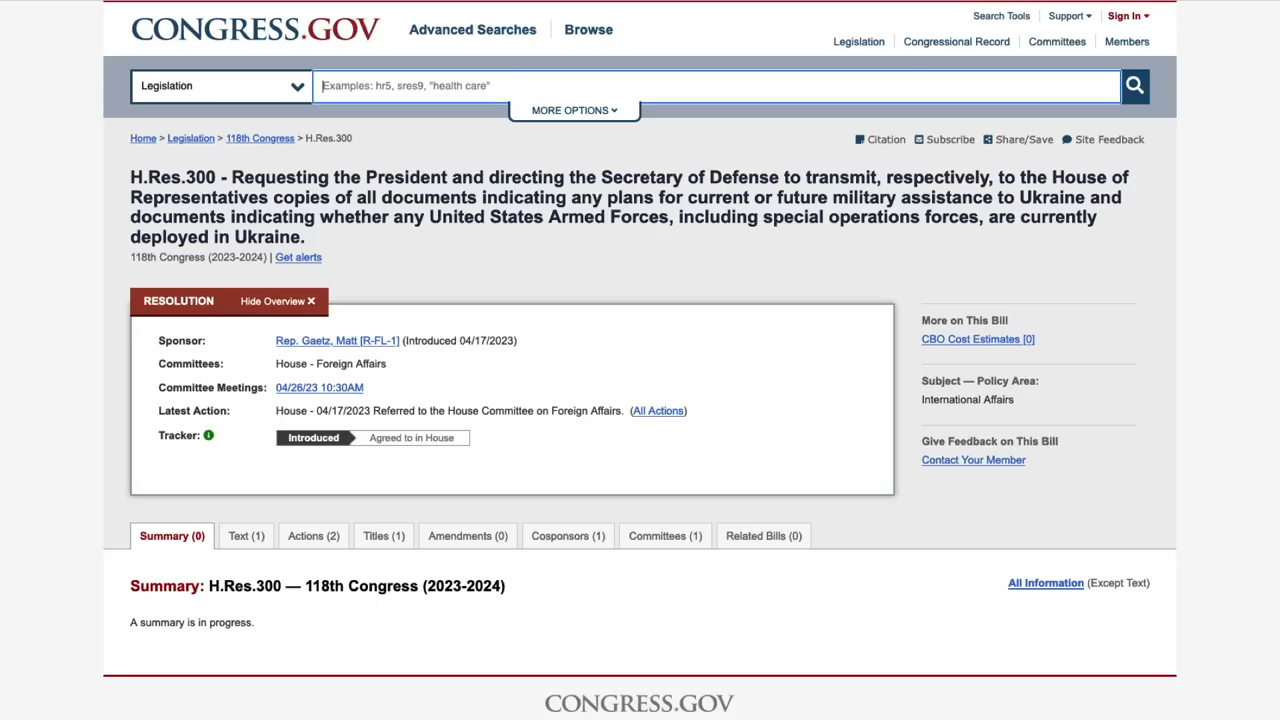 CONGRESS.GOV Advanced Searches Browse
Search Tools Support Sign In
Legislation Congressional Record Committees Members
Legislation Examples: hr5, sres9, "health care"
MORE OPTIONS
Home > Legislation > 118th Congress > H.Res.300
Citation Subscribe Share/Save Site Feedback
H.Res.300 - Requesting the President and directing the Secretary of Defense to transmit, respectively, to the House of
Representatives copies of all documents indicating any plans for current or future military assistance to Ukraine and
documents indicating whether any United States Armed Forces, including special operations forces, are currently
deployed in Ukraine.
118th Congress (2023-2024) | Get alerts
RESOLUTION Hide Overview ×
Sponsor: Rep. Gaetz, Matt [R-FL-1] (Introduced 04/17/2023)
Committees: House - Foreign Affairs
Committee Meetings: 04/26/23 10:30AM
Latest Action: House - 04/17/2023 Referred to the House Committee on Foreign Affairs. (All Actions)
Tracker: Introduced Agreed to in House
More on This Bill
CBO Cost Estimates [0]
Subject — Policy Area:
International Affairs
Give Feedback on This Bill
Contact Your Member
Summary (0) Text (1) Actions (2) Titles (1) Amendments (0) Cosponsors (1) Committees (1) Related Bills (0)
Summary: H.Res.300 — 118th Congress (2023-2024)
All Information (Except Text)
A summary is in progress.
CONGRESS.GOV